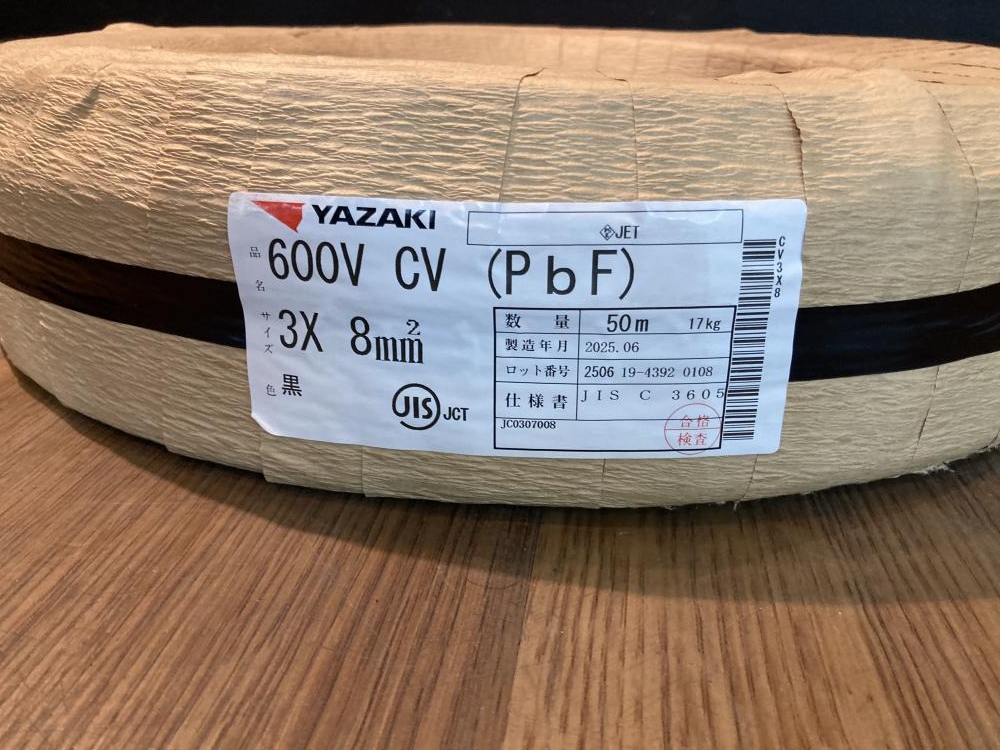 YAZAKI
<PS>E JET
品名 600V CV (PbF)
サイズ 3X 8mm2
色 黒
JIS JCT
数量 50m 17kg
製造年月 2025.06
ロット番号 2506 19-4392 0108
仕様書 JIS C 3605
JC0307008
合格
検査
CV3X8